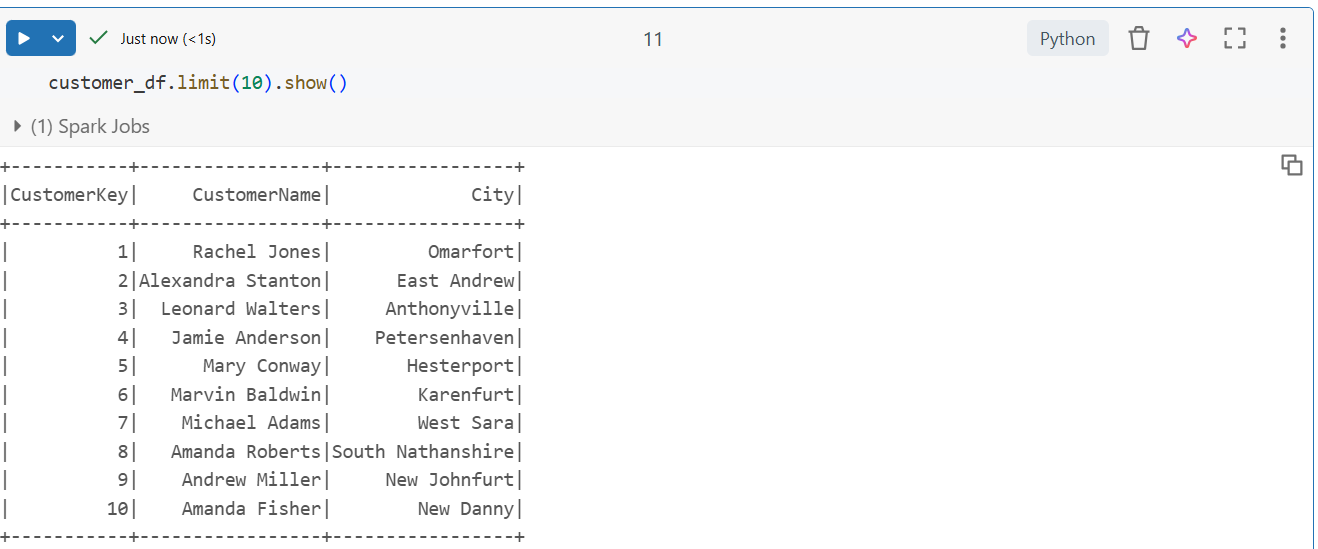 Just now (<1s)
11
Python
customer_df.limit(10).show()
(1) Spark Jobs
+-----------+-----------------+-----------------+
|CustomerKey|     CustomerName|             City|
+-----------+-----------------+-----------------+
|          1|     Rachel Jones|         Omarfort|
|          2|Alexandra Stanton|      East Andrew|
|          3|  Leonard Walters|     Anthonyville|
|          4|   Jamie Anderson|    Petersenhaven|
|          5|      Mary Conway|       Hesterport|
|          6|   Marvin Baldwin|        Karenfurt|
|          7|    Michael Adams|        West Sara|
|          8|   Amanda Roberts|South Nathanshire|
|          9|    Andrew Miller|     New Johnfurt|
|         10|    Amanda Fisher|        New Danny|
+-----------+-----------------+-----------------+